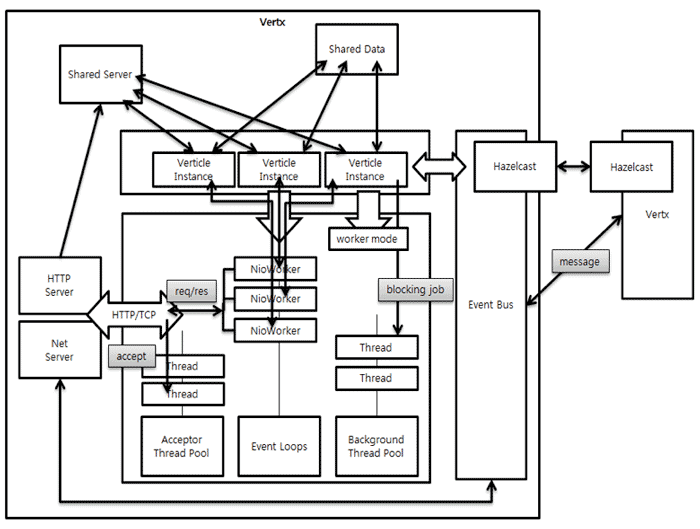 Vertx
Shared Server
Shared Data
Verticle
Instance
Verticle
Instance
Verticle
Instance
Hazelcast
Hazelcast
Vertx
worker mode
NioWorker
NioWorker
NioWorker
req/res
blocking job
message
HTTP
Server
HTTP/TCP
Event Bus
Net
Server
accept
Thread
Thread
Thread
Thread
Acceptor
Thread Pool
Event Loops
Background
Thread Pool